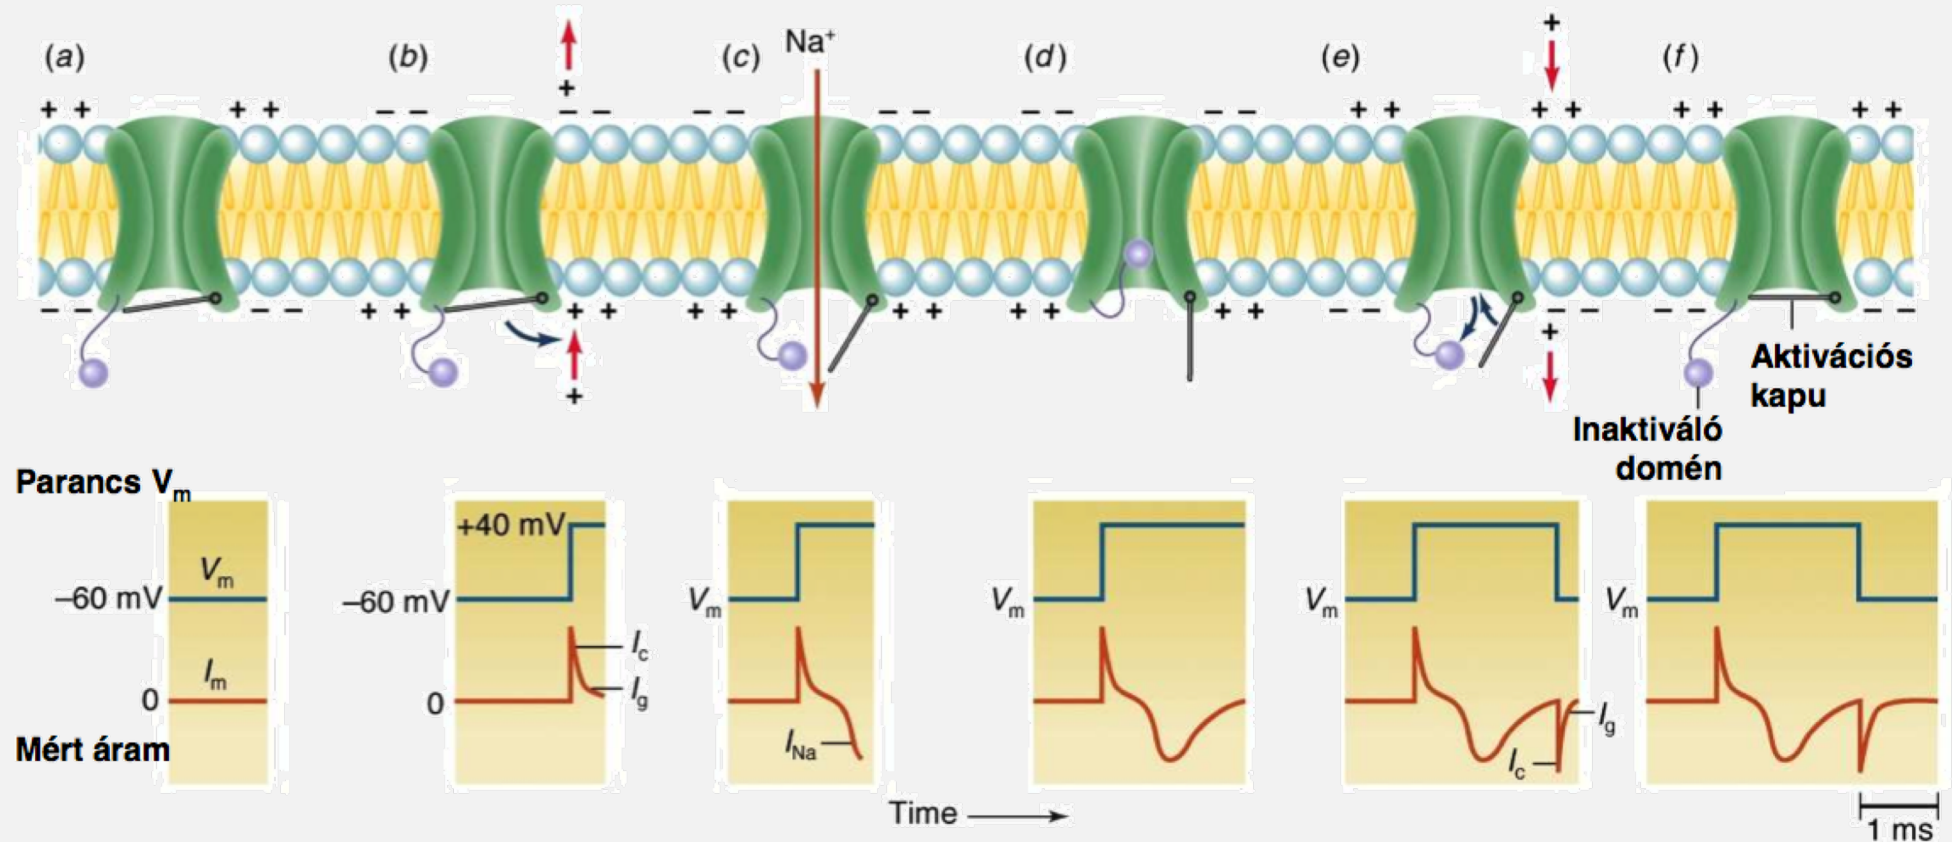 (a)
(b)
(c)
Na⁺
(d)
(e)
(f)
+
+
+ +
+ +
– –
– –
– –
– –
– –
– –
+ +
+ +
+ +
+ +
– –
– –
+ +
+ +
+ +
+ +
+ +
+ +
– –
– –
– –
– –
+
+
Aktivációs
kapu
Inaktiváló
domén
Parancs Vm
Vm
–60 mV
Im
0
Mért áram
+40 mV
–60 mV
Ic
Ig
0
Vm
INa
Vm
Vm
Ig
Ic
Vm
Time
1 ms